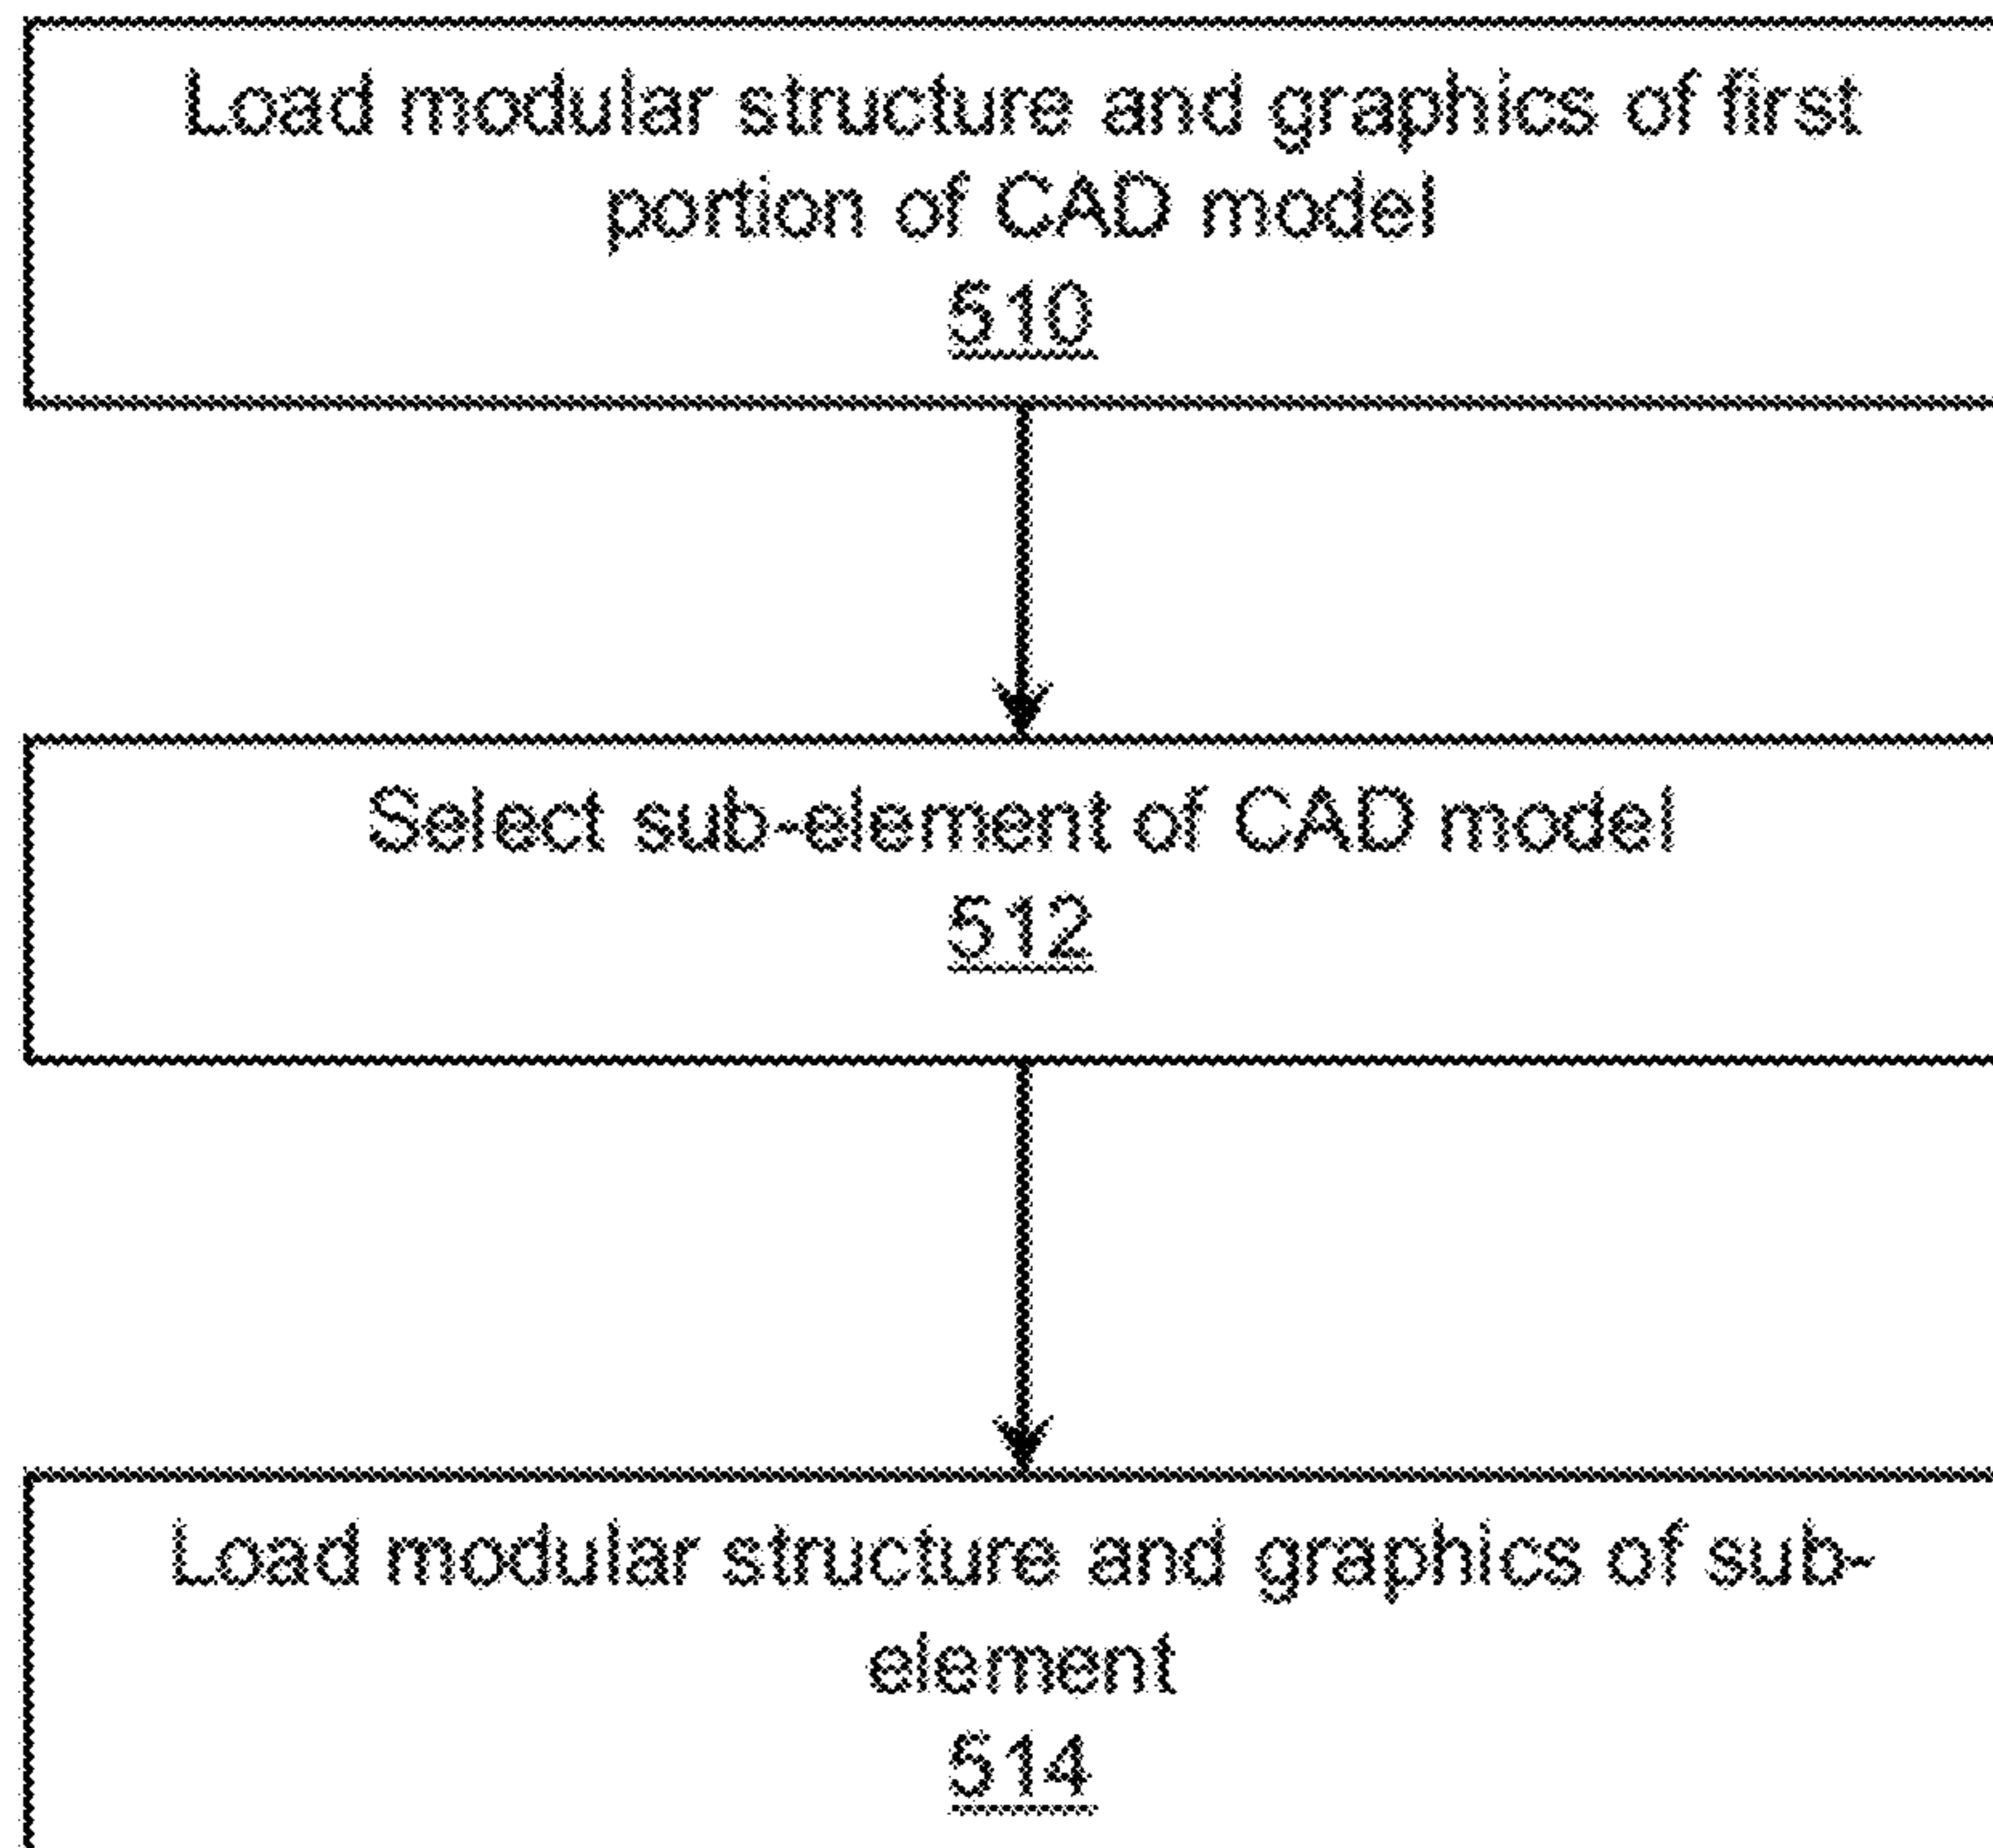 Load modular structure and graphics of first
portion of CAD model
510
Select sub-element of CAD model
512
Load modular structure and graphics of sub-
element
514